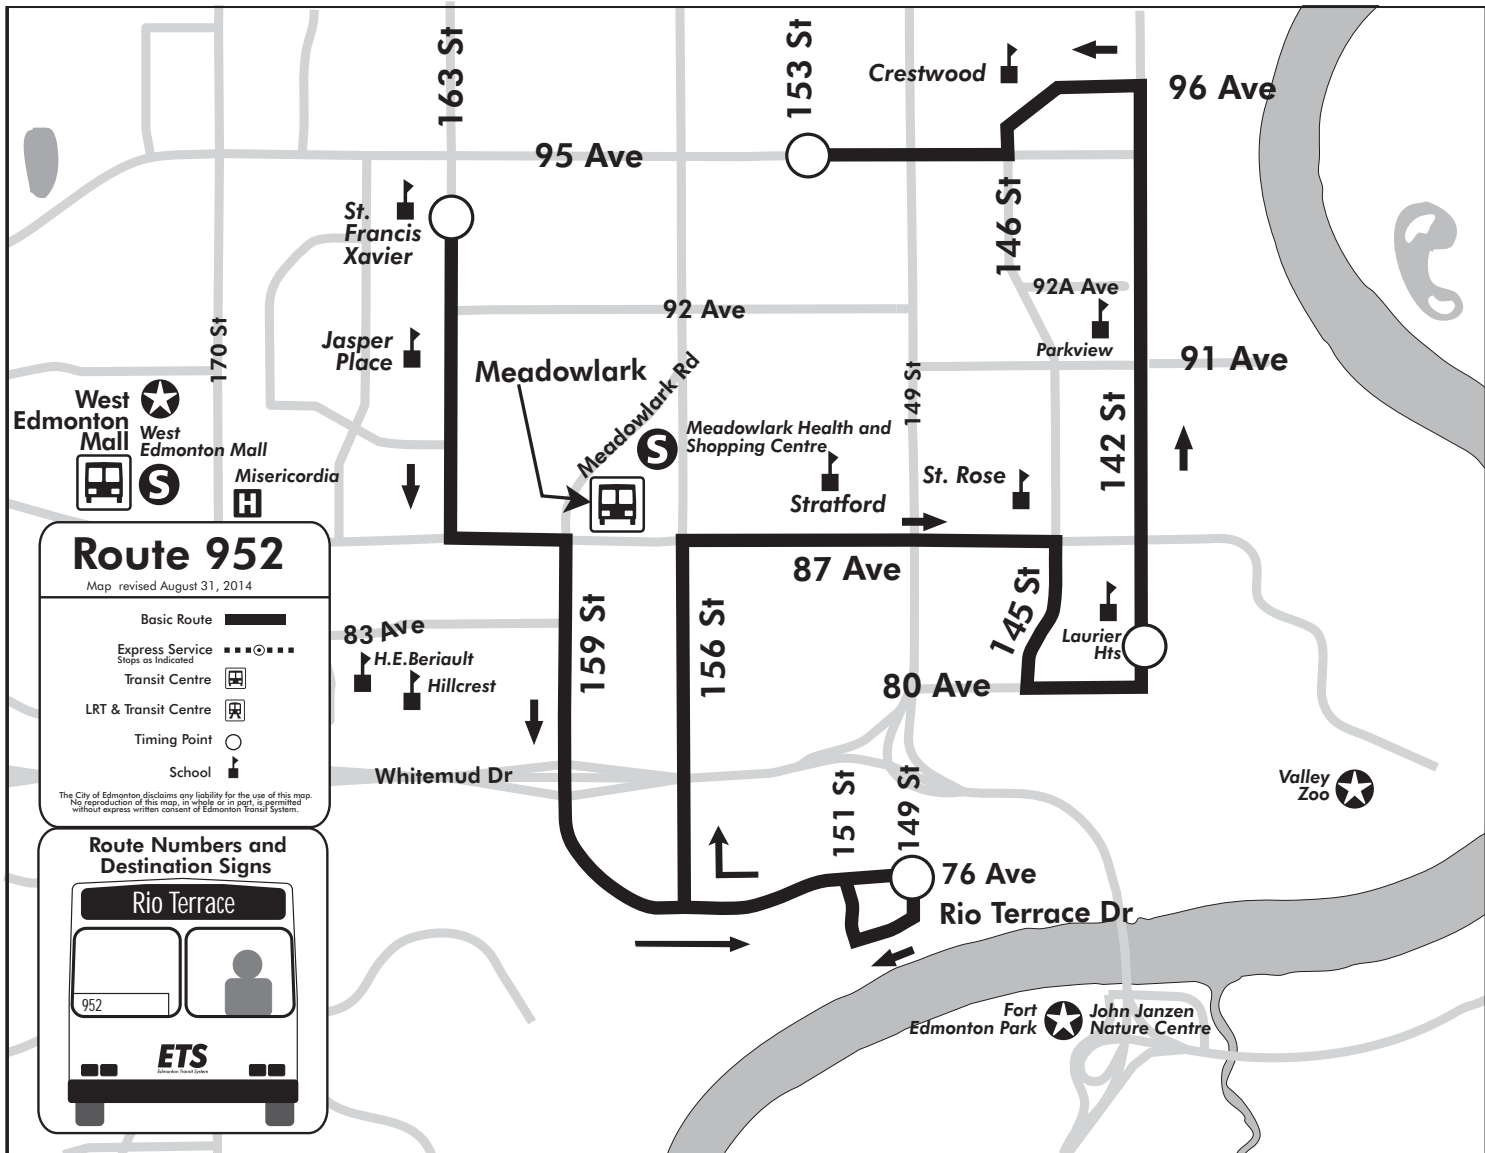 163 St
153 St
Crestwood
96 Ave
95 Ave
St.
Francis
Xavier
146 St
92A Ave
92 Ave
170 St
Jasper
Place
Parkview
91 Ave
Meadowlark
Meadowlark Rd
149 St
142 St
West
Edmonton
Mall
West
Edmonton Mall
S
Misericordia
H
S
Meadowlark Health and
Shopping Centre
Stratford
St. Rose
87 Ave
145 St
Laurier
Hts
159 St
156 St
83 Ave
H.E.Beriault
Hillcrest
80 Ave
Whitemud Dr
151 St
149 St
Valley
Zoo
76 Ave
Rio Terrace Dr
Fort
Edmonton Park
John Janzen
Nature Centre
Route 952
Map revised August 31, 2014
Basic Route
Express Service
Stops as Indicated
Transit Centre
LRT & Transit Centre
Timing Point
School
The City of Edmonton disclaims any liability for the use of this map.
No reproduction of this map, in whole or in part, is permitted
without express written consent of Edmonton Transit System.
Route Numbers and
Destination Signs
Rio Terrace
952
ETS
Edmonton Transit System